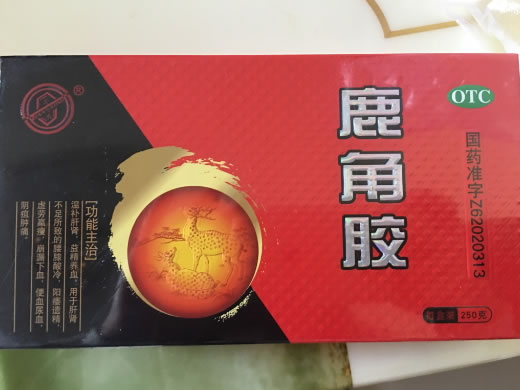 OTC
鹿角胶
国药准字Z62020313
®
[功能主治]
温补肝肾，益精养血。用于肝肾
不足所致的腰膝酸冷，阳痿遗精，
虚劳羸瘦，崩漏下血，便血尿血，
阴疽肿痛。
红盒装 250克